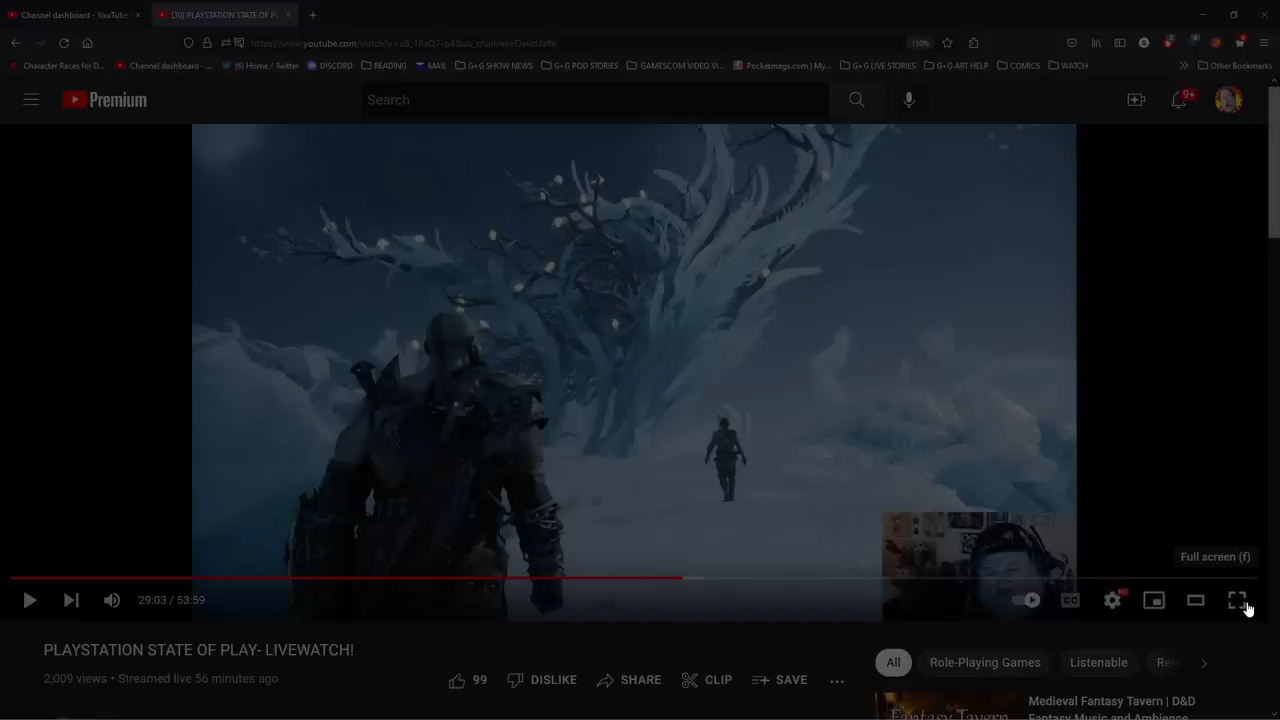 Channel dashboard - YouTube
(30) PLAYSTATION STATE OF PL
150%
Character Races for D...
Channel dashboard - ...
(6) Home / Twitter
DISCORD
READING
MAIL
G+G SHOW NEWS
G+G POD STORIES
GAMESCOM VIDEO VI...
Pocketmags.com | My...
G+G LIVE STORIES
G+G ART HELP
COMICS
WATCH
Other Bookmarks
Premium
Search
9+
Full screen (f)
29:03 / 53:59
CC
HD
PLAYSTATION STATE OF PLAY- LIVEWATCH!
2,009 views • Streamed live 56 minutes ago
99
DISLIKE
SHARE
CLIP
SAVE
All
Role-Playing Games
Listenable
Rel
Medieval Fantasy Tavern | D&D
Fantasy Music and Ambience